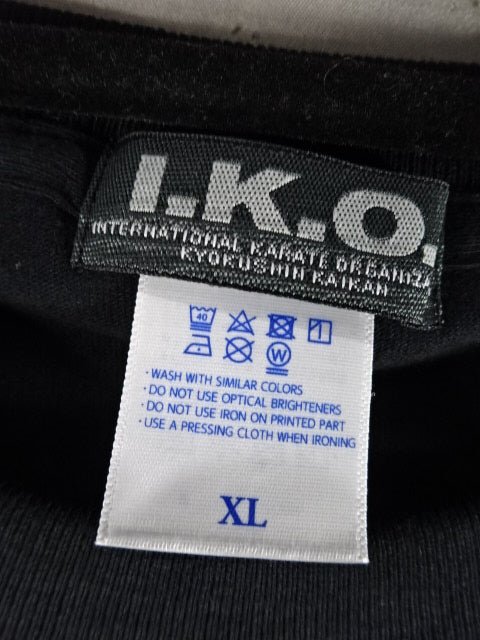 I.K.O.
INTERNATIONAL KARATE ORGANIZA
KYOKUSHIN KAIKAN
40
W
· WASH WITH SIMILAR COLORS
· DO NOT USE OPTICAL BRIGHTENERS
· DO NOT USE IRON ON PRINTED PART
· USE A PRESSING CLOTH WHEN IRONING
XL